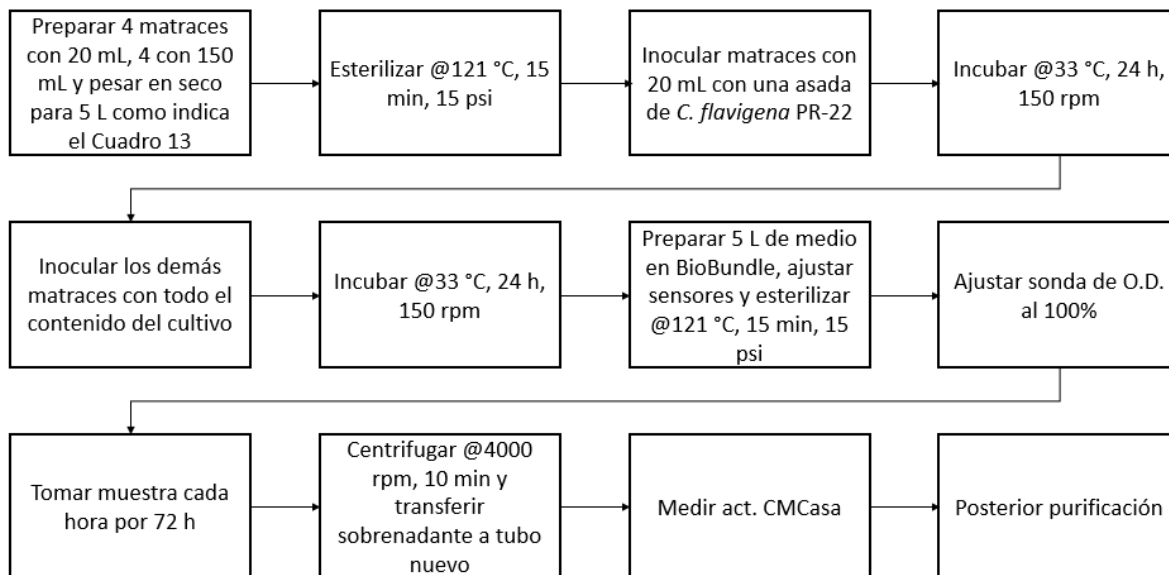 Preparar 4 matraces
con 20 mL, 4 con 150
mL y pesar en seco
para 5 L como indica
el Cuadro 13
Esterilizar @121 °C, 15
min, 15 psi
Inocular matraces con
20 mL con una asada
de C. flavigena PR-22
Incubar @33 °C, 24 h,
150 rpm
Inocular los demás
matraces con todo el
contenido del cultivo
Incubar @33 °C, 24 h,
150 rpm
Preparar 5 L de medio
en BioBundle, ajustar
sensores y esterilizar
@121 °C, 15 min, 15
psi
Ajustar sonda de O.D.
al 100%
Tomar muestra cada
hora por 72 h
Centrifugar @4000
rpm, 10 min y
transferir
sobrenadante a tubo
nuevo
Medir act. CMCasa
Posterior purificación